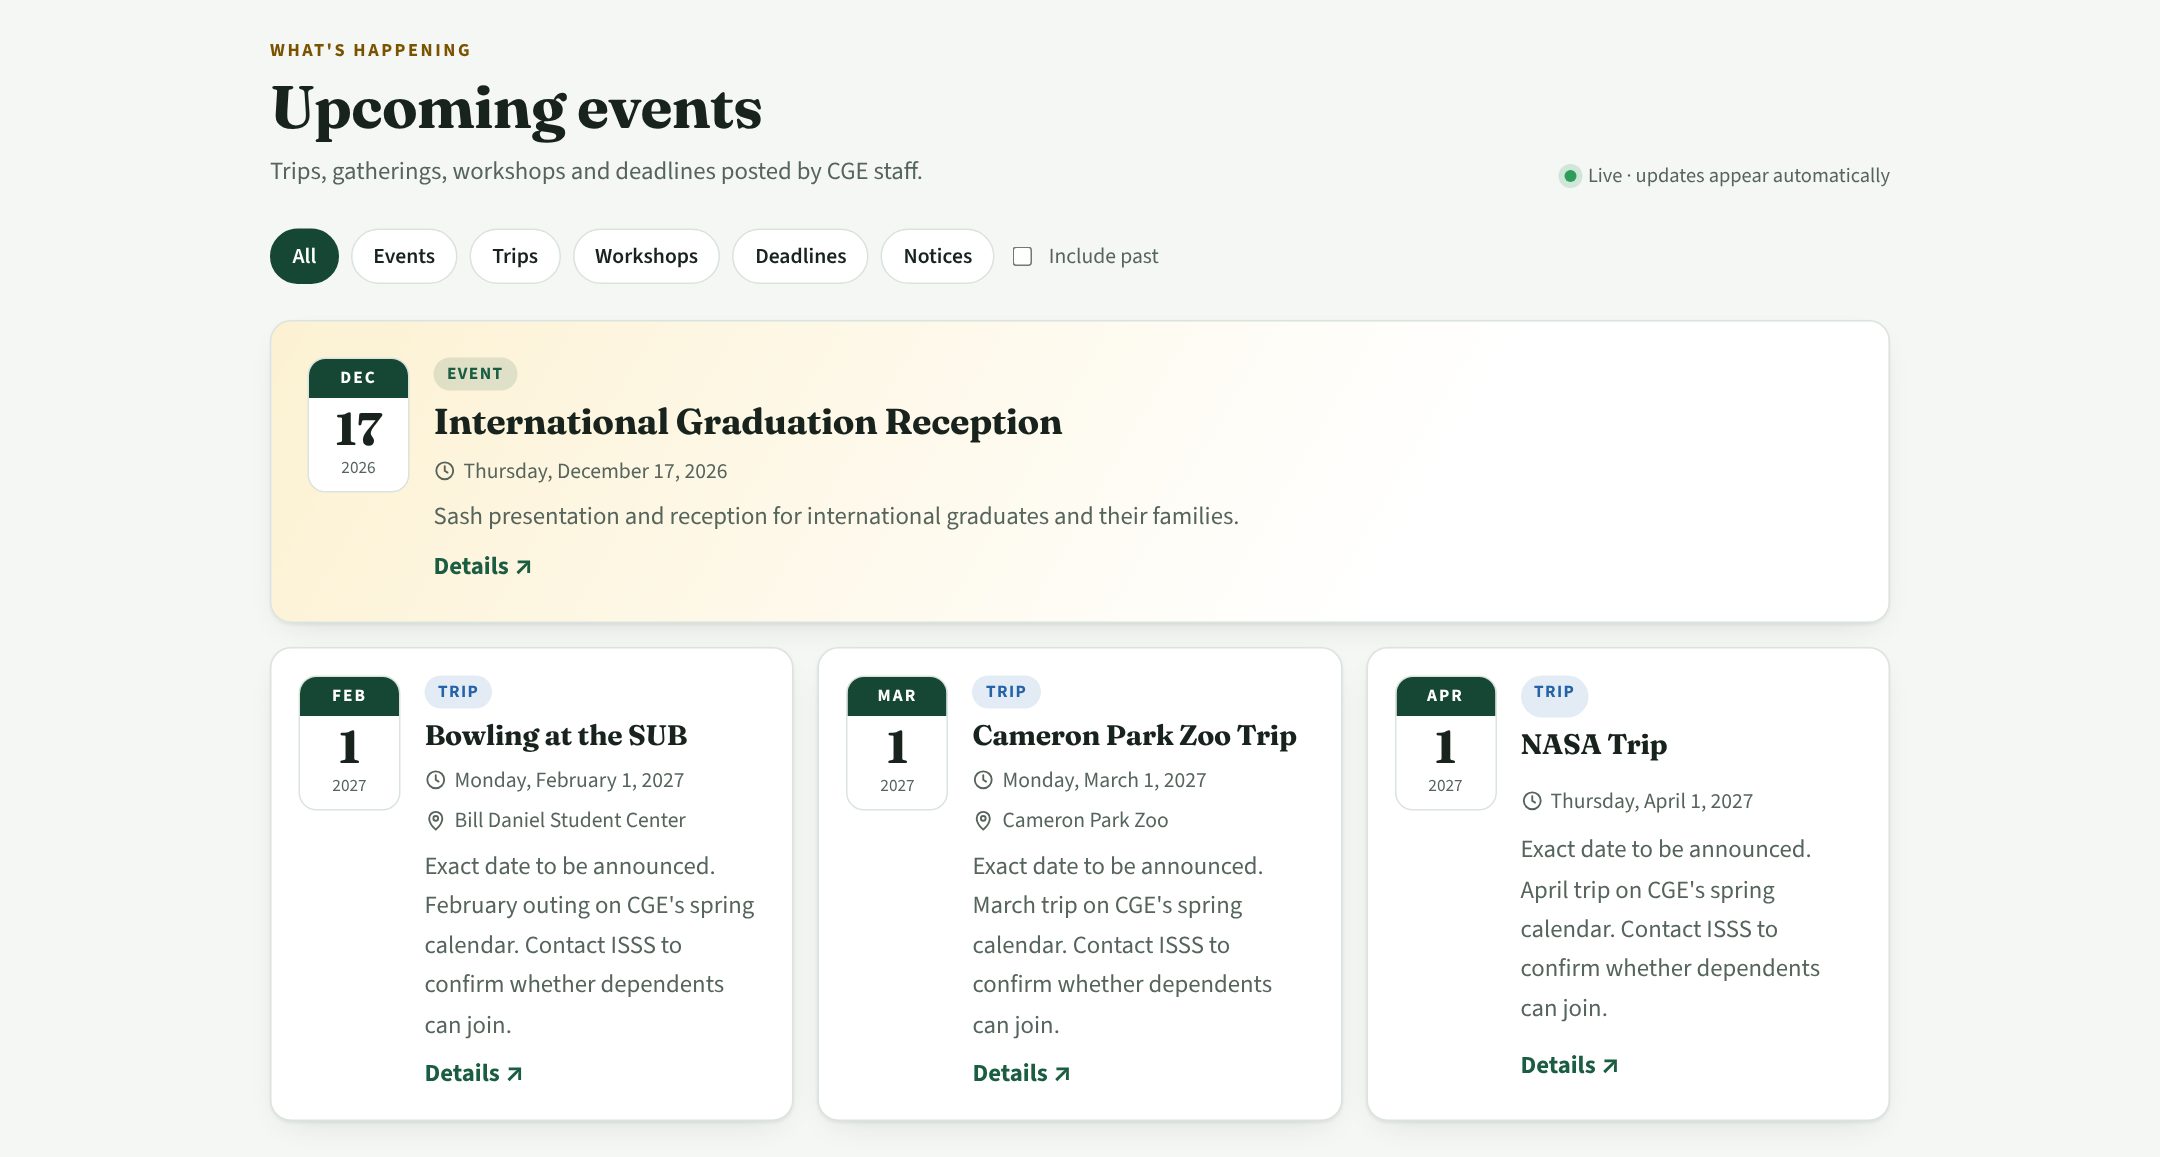 WHAT'S HAPPENING
Upcoming events
Trips, gatherings, workshops and deadlines posted by CGE staff.
Live · updates appear automatically
All
Events
Trips
Workshops
Deadlines
Notices
Include past
DEC
17
2026
EVENT
International Graduation Reception
Thursday, December 17, 2026
Sash presentation and reception for international graduates and their families.
Details ↗
FEB
1
2027
TRIP
Bowling at the SUB
Monday, February 1, 2027
Bill Daniel Student Center
Exact date to be announced.
February outing on CGE's spring
calendar. Contact ISSS to
confirm whether dependents
can join.
Details ↗
MAR
1
2027
TRIP
Cameron Park Zoo Trip
Monday, March 1, 2027
Cameron Park Zoo
Exact date to be announced.
March trip on CGE's spring
calendar. Contact ISSS to
confirm whether dependents
can join.
Details ↗
APR
1
2027
TRIP
NASA Trip
Thursday, April 1, 2027
Exact date to be announced.
April trip on CGE's spring
calendar. Contact ISSS to
confirm whether dependents
can join.
Details ↗